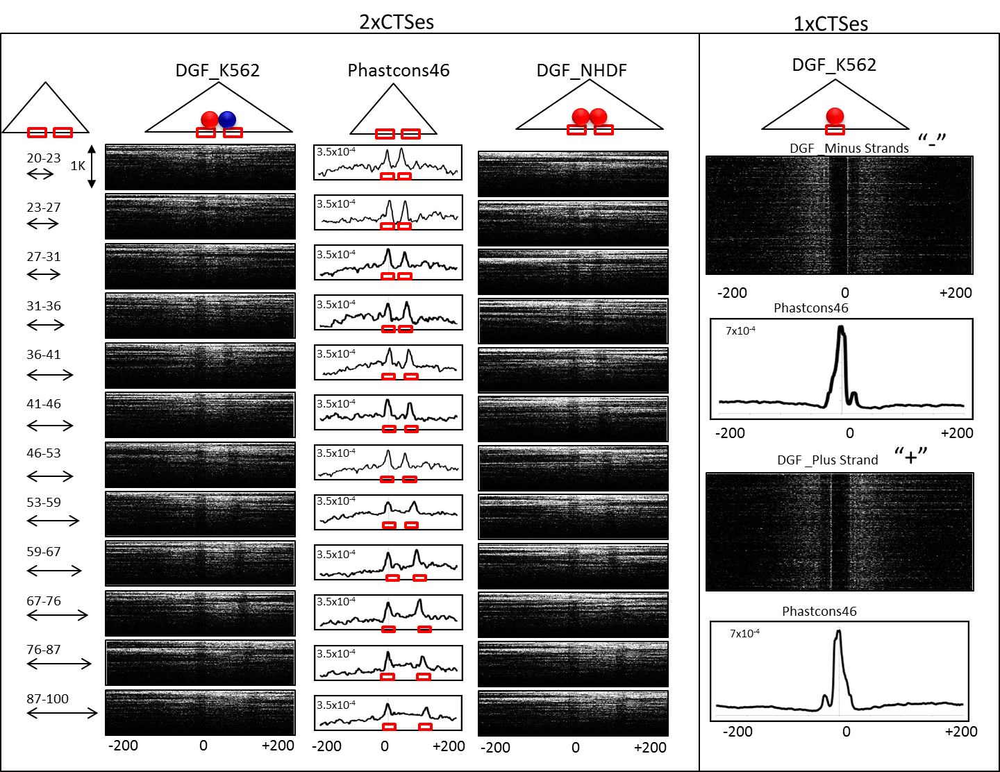 2xCTSes
1xCTSes
DGF_K562
Phastcons46
DGF_NHDF
DGF_K562
20-23
1K
23-27
27-31
31-36
36-41
41-46
46-53
53-59
59-67
67-76
76-87
87-100
3.5x10-4
3.5x10-4
3.5x10-4
3.5x10-4
3.5x10-4
3.5x10-4
3.5x10-4
3.5x10-4
3.5x10-4
3.5x10-4
3.5x10-4
3.5x10-4
-200 0 +200
-200 0 +200
-200 0 +200
DGF_Minus Strands “-”
-200 0 +200
Phastcons46
7x10-4
-200 0 +200
DGF_Plus Strand “+”
Phastcons46
7x10-4
-200 0 +200